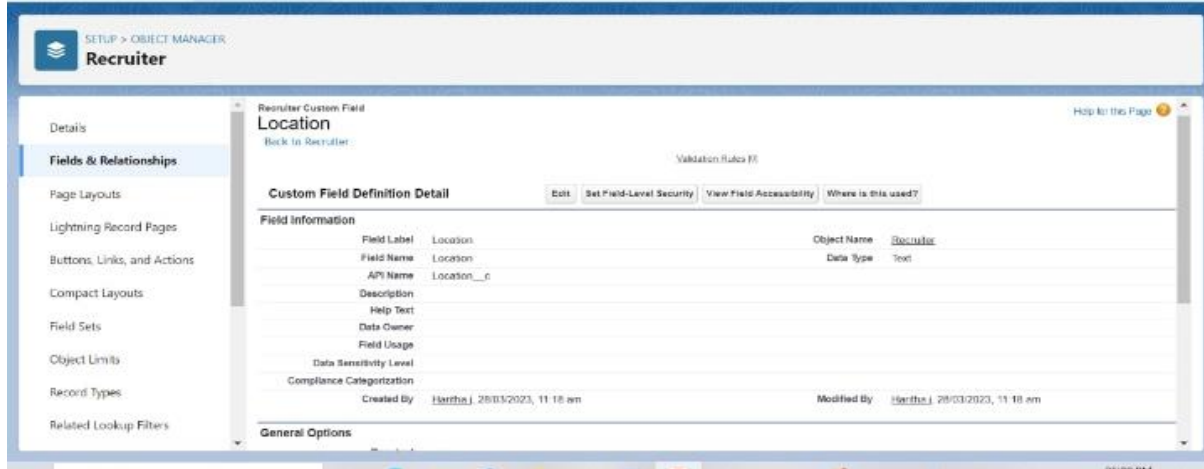 SETUP > OBJECT MANAGER
Recruiter
Details
Fields & Relationships
Page Layouts
Lightning Record Pages
Buttons, Links, and Actions
Compact Layouts
Field Sets
Object Limits
Record Types
Related Lookup Filters
Recruiter Custom Field
Location
Back to Recruiter
Help for this Page
Validation Rules [0]
Custom Field Definition Detail
Edit
Set Field-Level Security
View Field Accessibility
Where is this used?
Field Information
Field Label Location Object Name Recruiter
Field Name Location Data Type Text
API Name Location__c
Description
Help Text
Data Owner
Field Usage
Data Sensitivity Level
Compliance Categorization
Created By Haritha j, 28/03/2023, 11:18 am Modified By Haritha j, 28/03/2023, 11:18 am
General Options